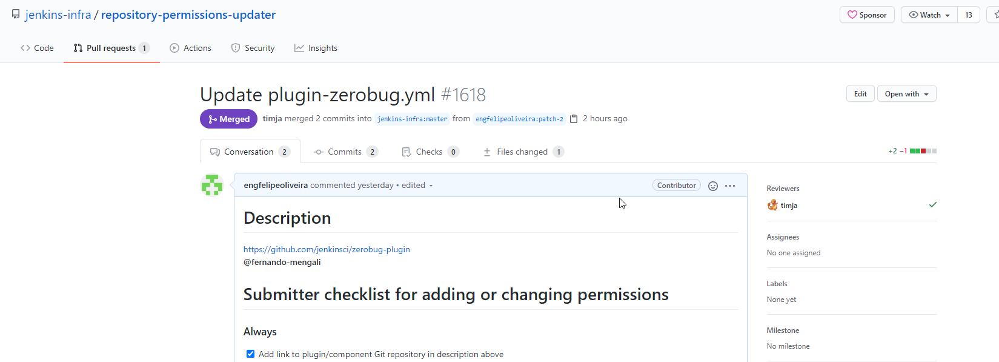 jenkins-infra / repository-permissions-updater
Sponsor
Watch
13
Code
Pull requests 1
Actions
Security
Insights
Update plugin-zerobug.yml #1618
Edit
Open with
Merged
timja merged 2 commits into jenkins-infra:master from engfelipeoliveira:patch-2 2 hours ago
Conversation 2
Commits 2
Checks 0
Files changed 1
+2 −1
engfelipeoliveira commented yesterday • edited
Contributor
Description
https://github.com/jenkinsci/zerobug-plugin
@fernando-mengali
Submitter checklist for adding or changing permissions
Always
Add link to plugin/component Git repository in description above
Reviewers
timja
Assignees
No one assigned
Labels
None yet
Milestone
No milestone